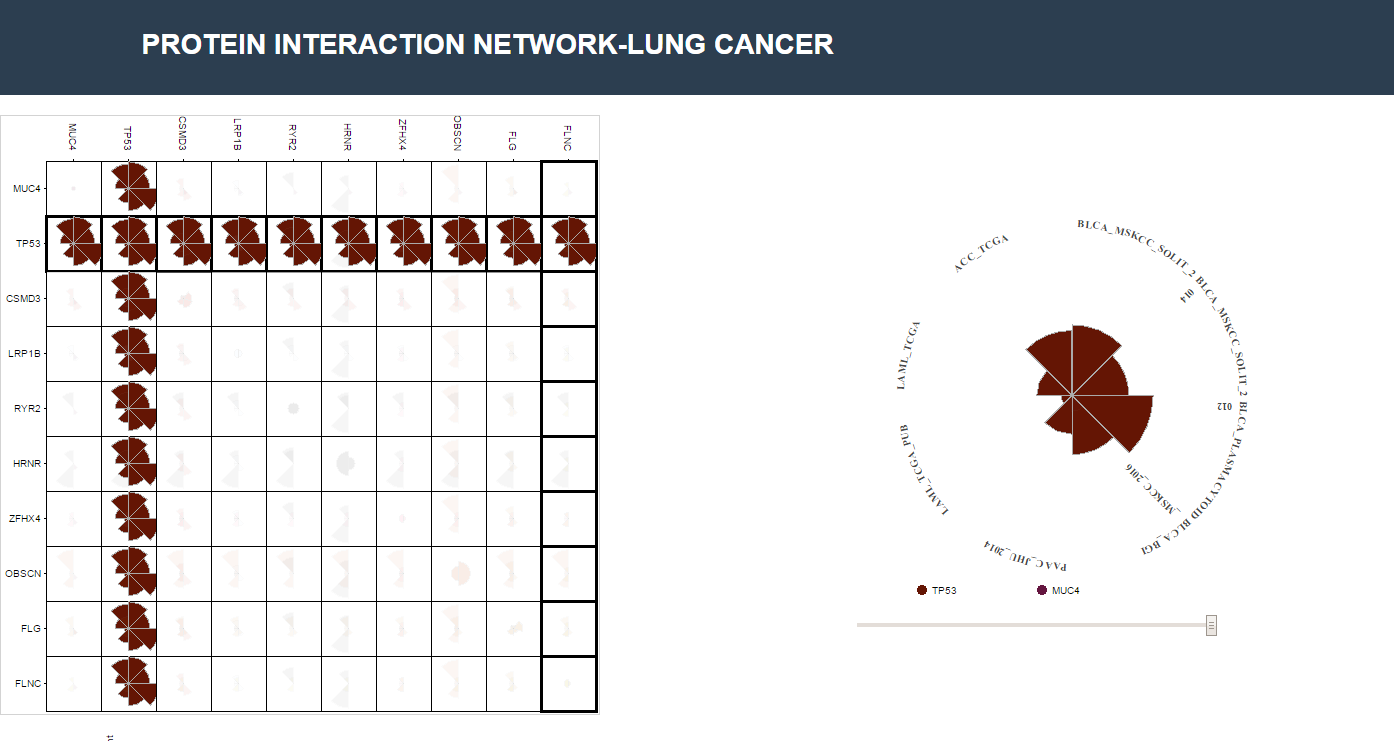 PROTEIN INTERACTION NETWORK-LUNG CANCER
MUC4
TP53
CSMD3
LRP1B
RYR2
HRNR
ZFHX4
OBSCN
FLG
FLNC
MUC4
TP53
CSMD3
LRP1B
RYR2
HRNR
ZFHX4
OBSCN
FLG
FLNC
ACC_TCGA
BLCA_MSKCC_SOLIT_2
014
BLCA_MSKCC_SOLIT_2
012
BLCA_PLASMACYTOID
_MSKCC_2016
BLCA_BGI
PAAC_JHU_2014
LAML_TCGA_PUB
LAML_TCGA
TP53
MUC4